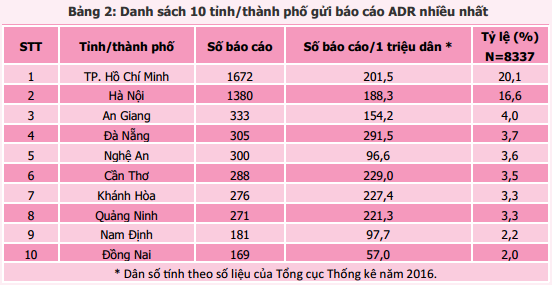 Bảng 2: Danh sách 10 tỉnh/thành phố gửi báo cáo ADR nhiều nhất
STT Tỉnh/thành phố Số báo cáo Số báo cáo/1 triệu dân * Tỷ lệ (%) N=8337
1 TP. Hồ Chí Minh 1672 201,5 20,1
2 Hà Nội 1380 188,3 16,6
3 An Giang 333 154,2 4,0
4 Đà Nẵng 305 291,5 3,7
5 Nghệ An 300 96,6 3,6
6 Cần Thơ 288 229,0 3,5
7 Khánh Hòa 276 227,4 3,3
8 Quảng Ninh 271 221,3 3,3
9 Nam Định 181 97,7 2,2
10 Đồng Nai 169 57,0 2,0
* Dân số tính theo số liệu của Tổng cục Thống kê năm 2016.